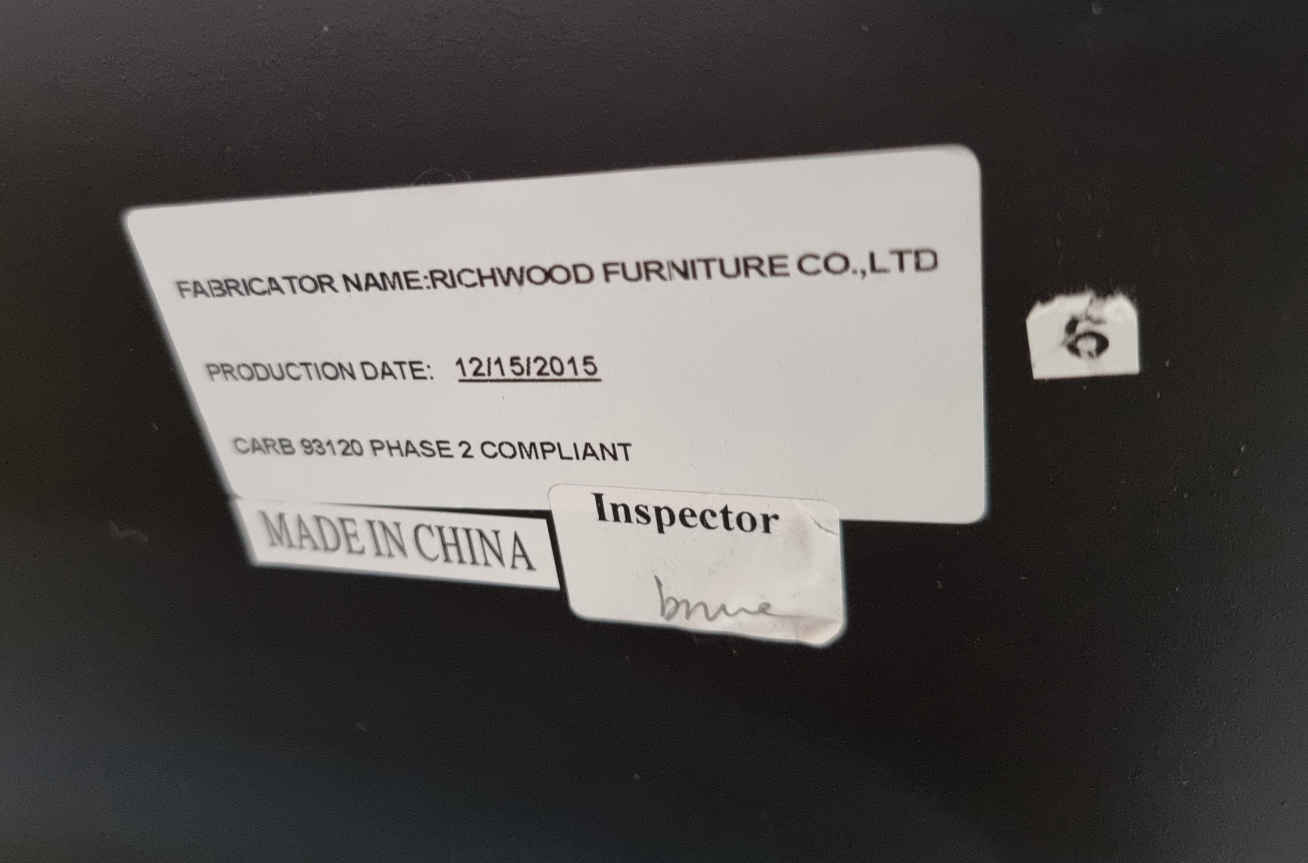 FABRICATOR NAME:RICHWOOD FURNITURE CO.,LTD
PRODUCTION DATE: 12/15/2015
CARB 93120 PHASE 2 COMPLIANT
MADE IN CHINA
Inspector
6